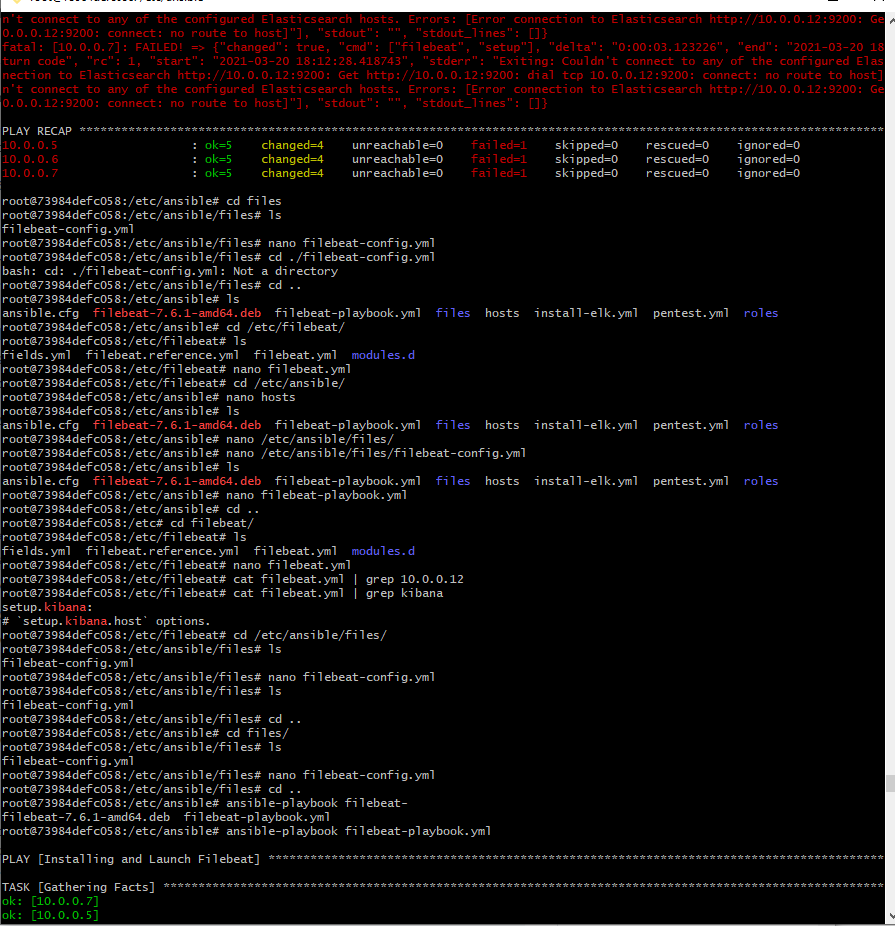 n't connect to any of the configured Elasticsearch hosts. Errors: [Error connection to Elasticsearch http://10.0.0.12:9200: Ge
0.0.0.12:9200: connect: no route to host]"], "stdout": "", "stdout_lines": []}
fatal: [10.0.0.7]: FAILED! => {"changed": true, "cmd": ["filebeat", "setup"], "delta": "0:00:03.123226", "end": "2021-03-20 18
turn code", "rc": 1, "start": "2021-03-20 18:12:28.418743", "stderr": "Exiting: Couldn't connect to any of the configured Elas
nection to Elasticsearch http://10.0.0.12:9200: Get http://10.0.0.12:9200: dial tcp 10.0.0.12:9200: connect: no route to host]
n't connect to any of the configured Elasticsearch hosts. Errors: [Error connection to Elasticsearch http://10.0.0.12:9200: Ge
0.0.0.12:9200: connect: no route to host]"], "stdout": "", "stdout_lines": []}
PLAY RECAP *******************************************************************************************************************
10.0.0.5                   : ok=5    changed=4    unreachable=0    failed=1    skipped=0    rescued=0    ignored=0
10.0.0.6                   : ok=5    changed=4    unreachable=0    failed=1    skipped=0    rescued=0    ignored=0
10.0.0.7                   : ok=5    changed=4    unreachable=0    failed=1    skipped=0    rescued=0    ignored=0
root@73984defc058:/etc/ansible# cd files
root@73984defc058:/etc/ansible/files# ls
filebeat-config.yml
root@73984defc058:/etc/ansible/files# nano filebeat-config.yml
root@73984defc058:/etc/ansible/files# cd ./filebeat-config.yml
bash: cd: ./filebeat-config.yml: Not a directory
root@73984defc058:/etc/ansible/files# cd ..
root@73984defc058:/etc/ansible# ls
ansible.cfg  filebeat-7.6.1-amd64.deb  filebeat-playbook.yml  files  hosts  install-elk.yml  pentest.yml  roles
root@73984defc058:/etc/ansible# cd /etc/filebeat/
root@73984defc058:/etc/filebeat# ls
fields.yml  filebeat.reference.yml  filebeat.yml  modules.d
root@73984defc058:/etc/filebeat# nano filebeat.yml
root@73984defc058:/etc/filebeat# cd /etc/ansible/
root@73984defc058:/etc/ansible# nano hosts
root@73984defc058:/etc/ansible# ls
ansible.cfg  filebeat-7.6.1-amd64.deb  filebeat-playbook.yml  files  hosts  install-elk.yml  pentest.yml  roles
root@73984defc058:/etc/ansible# nano /etc/ansible/files/
root@73984defc058:/etc/ansible# nano /etc/ansible/files/filebeat-config.yml
root@73984defc058:/etc/ansible# ls
ansible.cfg  filebeat-7.6.1-amd64.deb  filebeat-playbook.yml  files  hosts  install-elk.yml  pentest.yml  roles
root@73984defc058:/etc/ansible# nano filebeat-playbook.yml
root@73984defc058:/etc/ansible# cd ..
root@73984defc058:/etc# cd filebeat/
root@73984defc058:/etc/filebeat# ls
fields.yml  filebeat.reference.yml  filebeat.yml  modules.d
root@73984defc058:/etc/filebeat# nano filebeat.yml
root@73984defc058:/etc/filebeat# cat filebeat.yml | grep 10.0.0.12
root@73984defc058:/etc/filebeat# cat filebeat.yml | grep kibana
setup.kibana:
# `setup.kibana.host` options.
root@73984defc058:/etc/filebeat# cd /etc/ansible/files/
root@73984defc058:/etc/ansible/files# ls
filebeat-config.yml
root@73984defc058:/etc/ansible/files# nano filebeat-config.yml
root@73984defc058:/etc/ansible/files# ls
filebeat-config.yml
root@73984defc058:/etc/ansible/files# cd ..
root@73984defc058:/etc/ansible# cd files/
root@73984defc058:/etc/ansible/files# ls
filebeat-config.yml
root@73984defc058:/etc/ansible/files# nano filebeat-config.yml
root@73984defc058:/etc/ansible/files# cd ..
root@73984defc058:/etc/ansible# ansible-playbook filebeat-
filebeat-7.6.1-amd64.deb  filebeat-playbook.yml
root@73984defc058:/etc/ansible# ansible-playbook filebeat-playbook.yml
PLAY [Installing and Launch Filebeat] ****************************************************************************************
TASK [Gathering Facts] *******************************************************************************************************
ok: [10.0.0.7]
ok: [10.0.0.5]